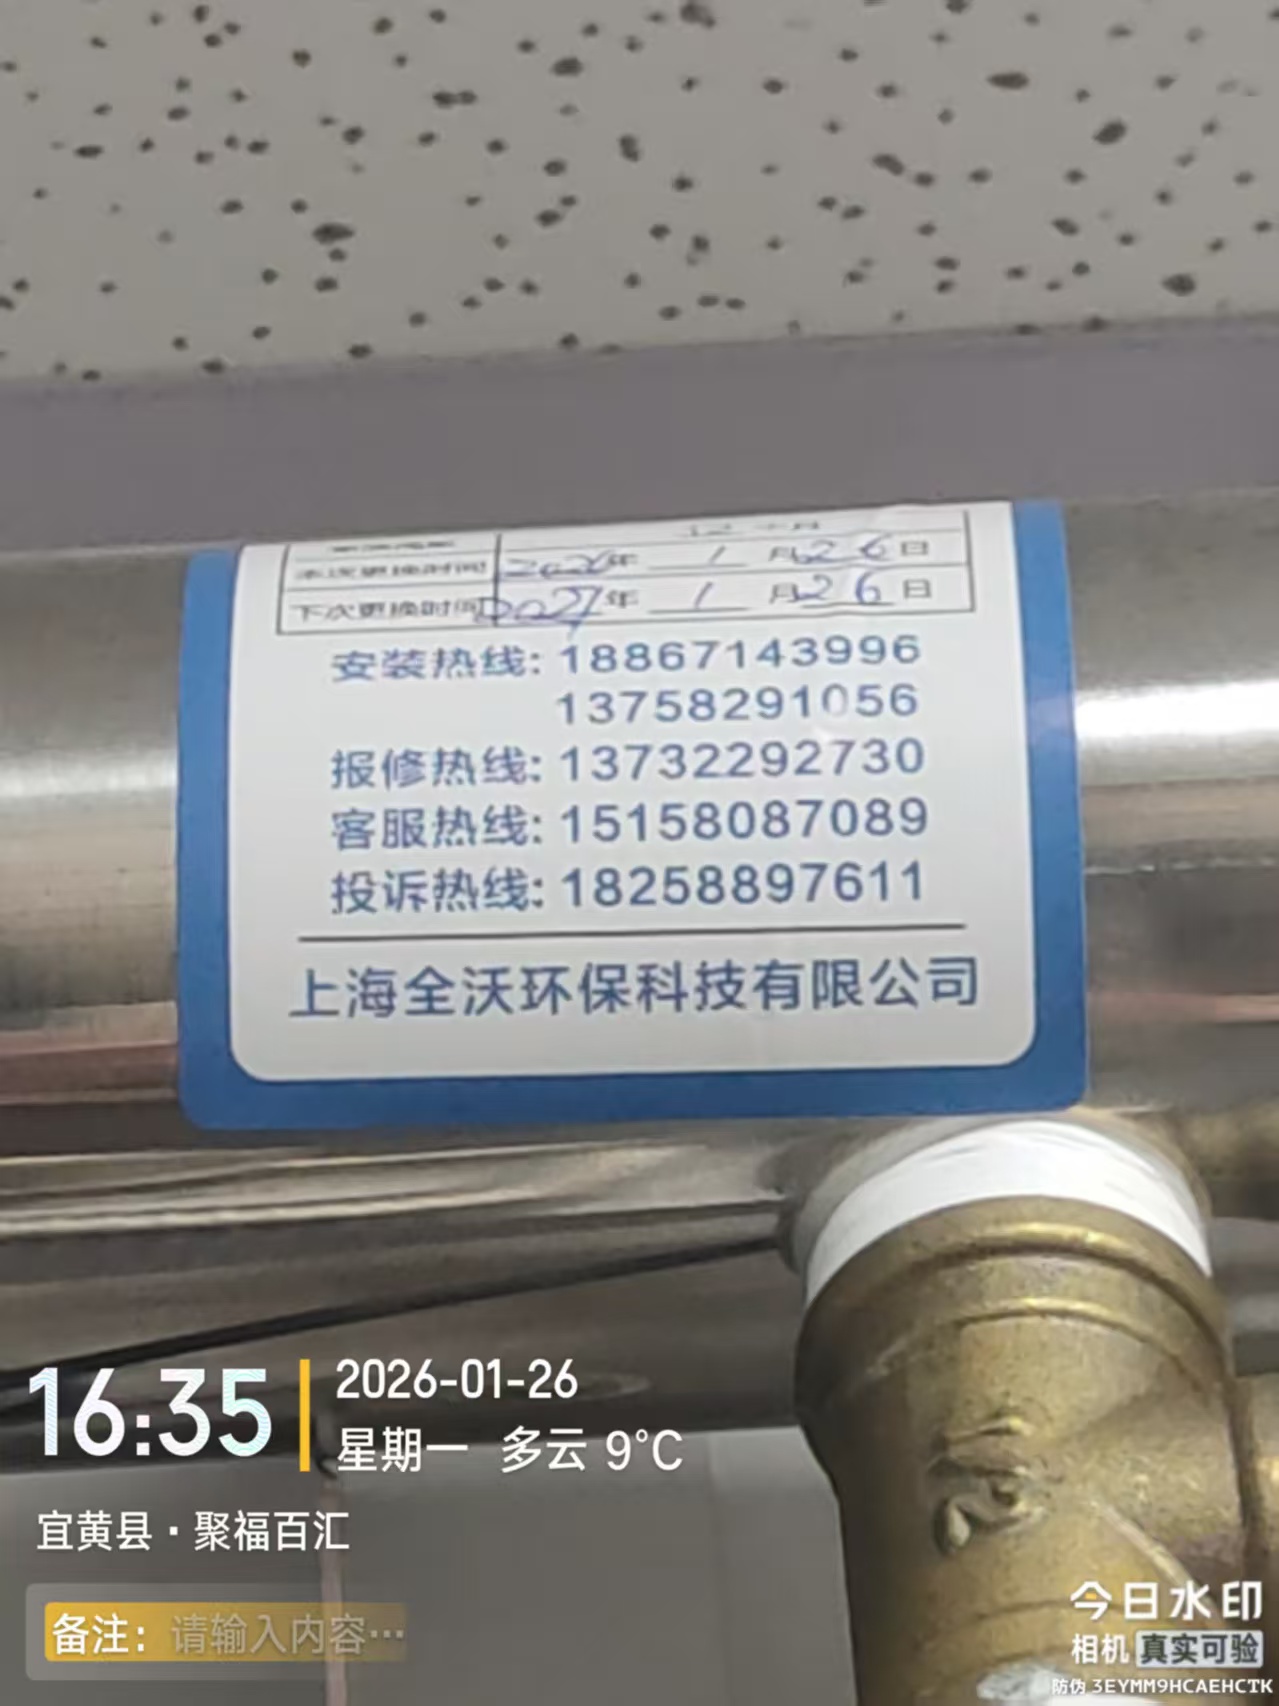 12个月
本次更换时间 2026年 1 月26日
下次更换时间 2027年 1 月26日
安装热线: 18867143996
13758291056
报修热线: 13732292730
客服热线: 15158087089
投诉热线: 18258897611
上海全沃环保科技有限公司
16:35
2026-01-26
星期一 多云 9°C
宜黄县·聚福百汇
备注: 请输入内容···
今日水印
相机 真实可验
防伪 3EYMM9HCAEHCTK